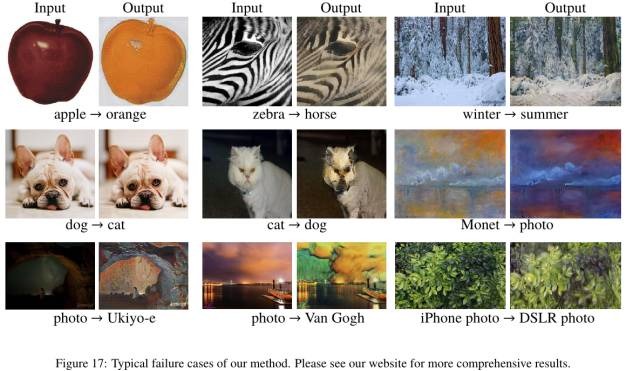 Input Output Input Output Input Output
apple → orange zebra → horse winter → summer
dog → cat cat → dog Monet → photo
photo → Ukiyo-e photo → Van Gogh iPhone photo → DSLR photo
Figure 17: Typical failure cases of our method. Please see our website for more comprehensive results.